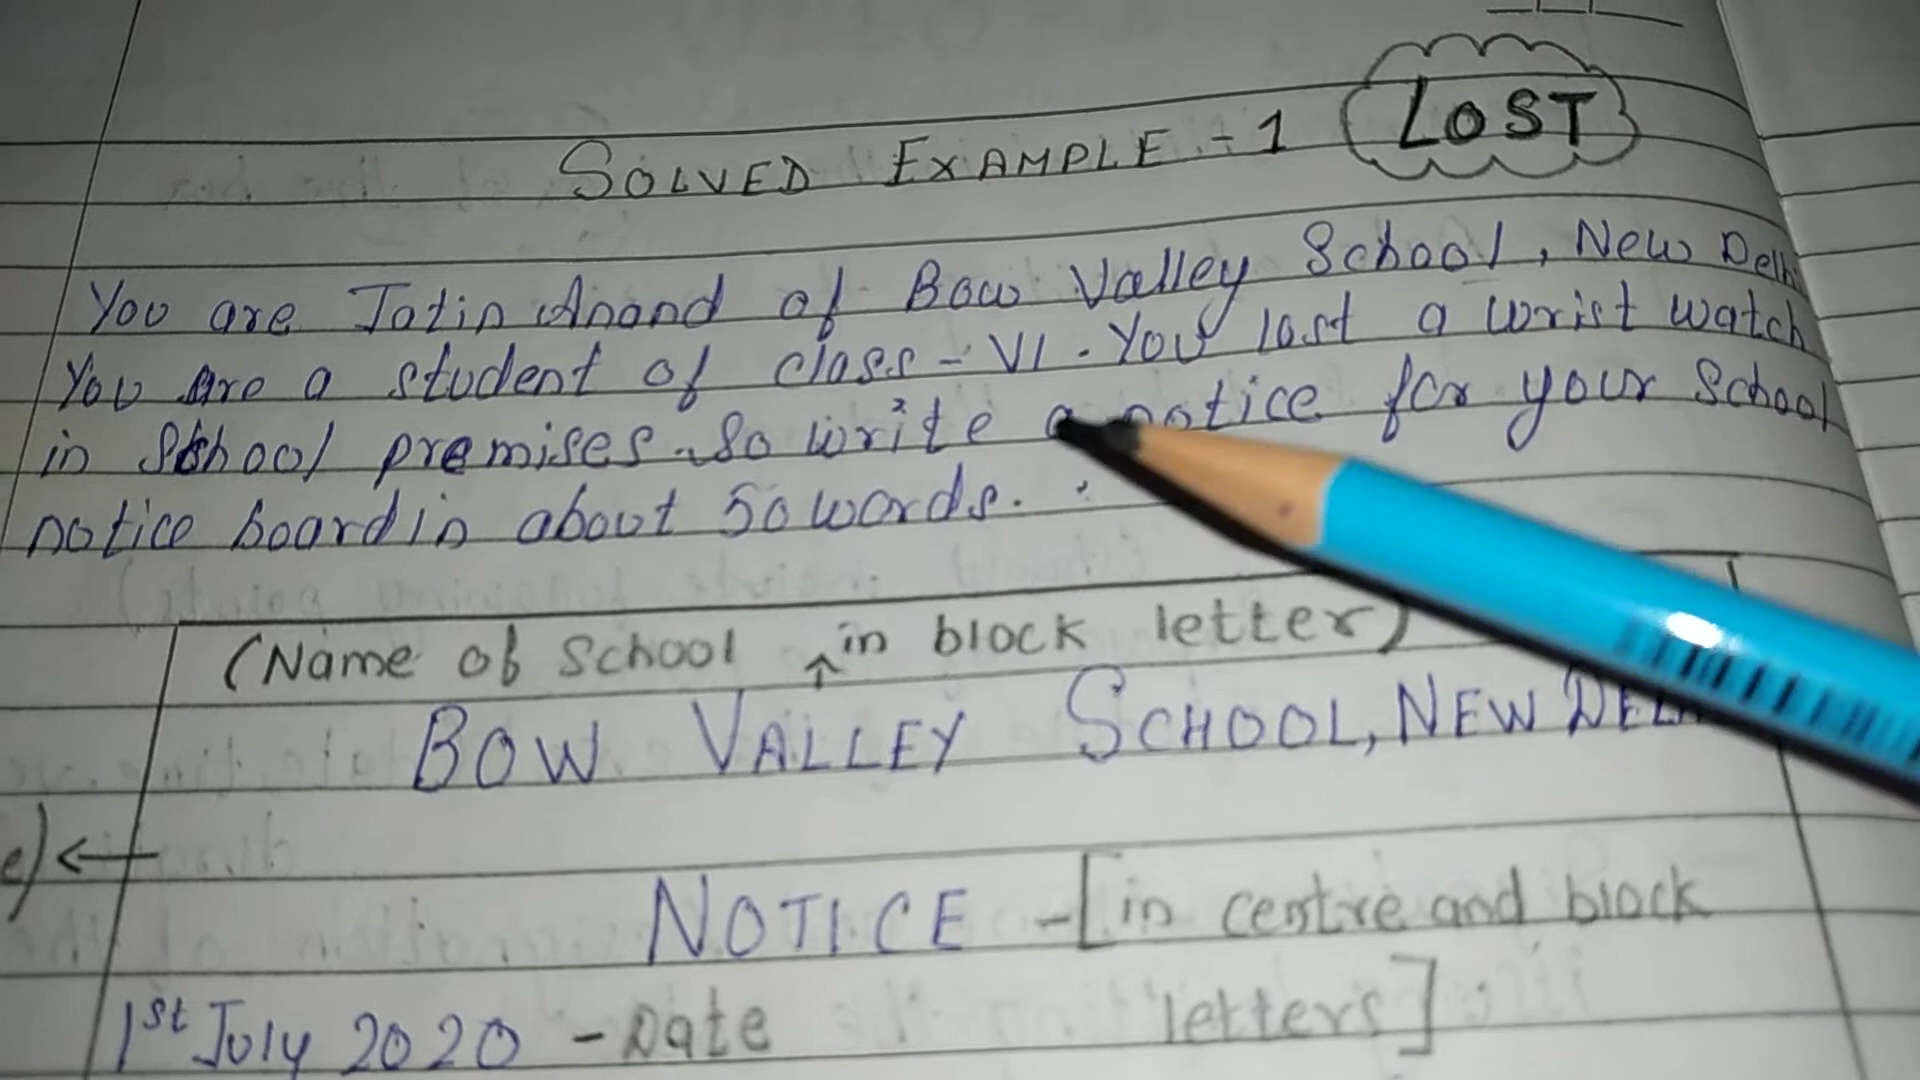 SOLVED EXAMPLE - 1 LOST
You are Jatin Anand of Bow Valley School, New Delhi
You are a student of class - VI. You lost a wrist watch
in School premises. So write a notice for your School
notice board in about 50 words.
(Name of School in block letter)
BOW VALLEY SCHOOL, NEW
e) ←
NOTICE - [in centre and block
letters]
1st July 2020 - Date